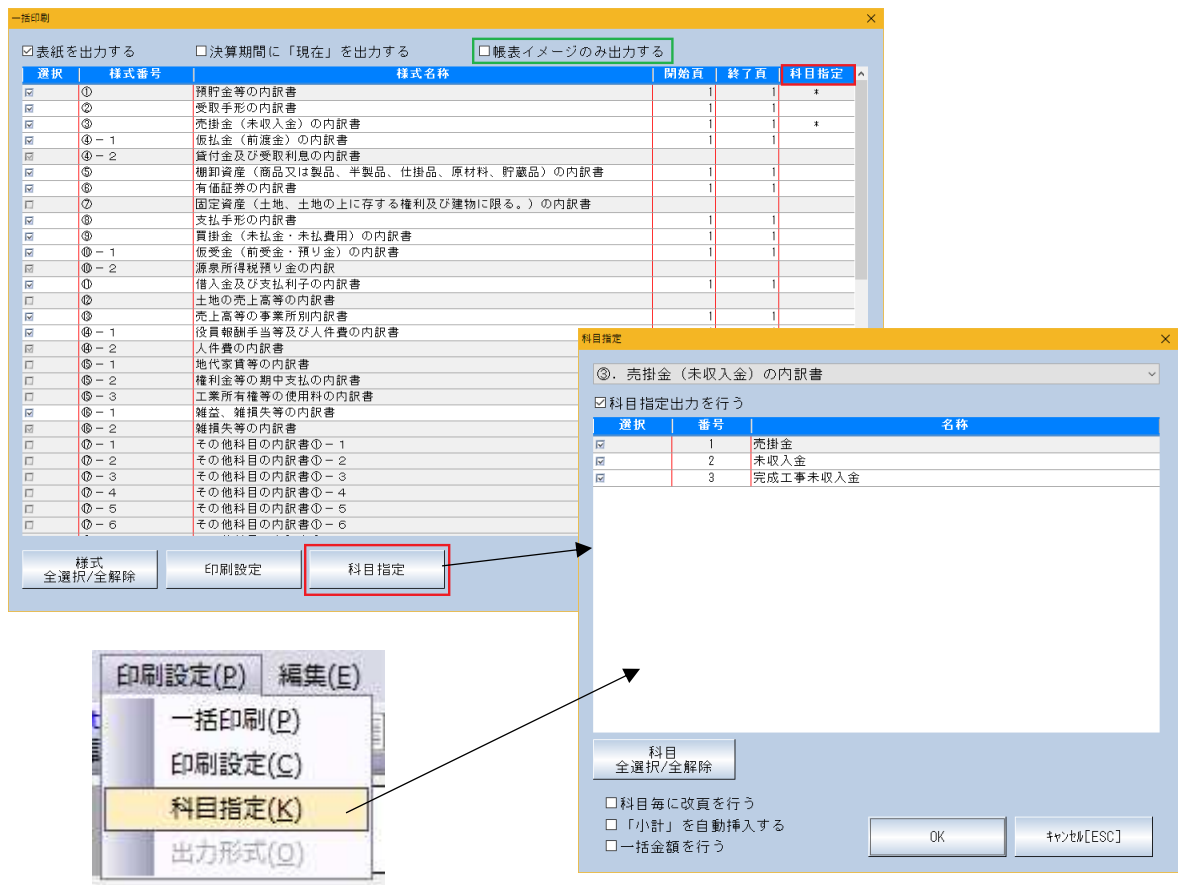 一括印刷
表紙を出力する 決算期間に「現在」を出力する 帳表イメージのみ出力する
選択 様式番号 様式名称 開始頁 終了頁 科目指定
① 預貯金等の内訳書 1 1 *
② 受取手形の内訳書 1 1
③ 売掛金（未収入金）の内訳書 1 1 *
④－1 仮払金（前渡金）の内訳書 1 1
④－2 貸付金及び受取利息の内訳書
⑤ 棚卸資産（商品又は製品、半製品、仕掛品、原材料、貯蔵品）の内訳書 1 1
⑥ 有価証券の内訳書 1 1
⑦ 固定資産（土地、土地の上に存する権利及び建物に限る。）の内訳書
⑧ 支払手形の内訳書 1 1
⑨ 買掛金（未払金・未払費用）の内訳書 1 1
⑩－1 仮受金（前受金・預り金）の内訳書 1 1
⑩－2 源泉所得税預り金の内訳
⑪ 借入金及び支払利子の内訳書 1 1
⑫ 土地の売上高等の内訳書
⑬ 売上高等の事業所別内訳書 1 1
⑭－1 役員報酬手当等及び人件費の内訳書
⑭－2 人件費の内訳書
⑮－1 地代家賃等の内訳書
⑮－2 権利金等の期中支払の内訳書
⑮－3 工業所有権等の使用料の内訳書
⑯－1 雑益、雑損失等の内訳書
⑯－2 雑損失等の内訳書
⑰－1 その他科目の内訳書①－1
⑰－2 その他科目の内訳書①－2
⑰－3 その他科目の内訳書①－3
⑰－4 その他科目の内訳書①－4
⑰－5 その他科目の内訳書①－5
⑰－6 その他科目の内訳書①－6
様式
全選択/全解除
印刷設定
科目指定
科目指定
③．売掛金（未収入金）の内訳書
科目指定出力を行う
選択 番号 名称
1 売掛金
2 未収入金
3 完成工事未収入金
科目
全選択/全解除
科目毎に改頁を行う
「小計」を自動挿入する
一括金額を行う
OK
ｷｬﾝｾﾙ[ESC]
印刷設定(P) 編集(E)
一括印刷(P)
印刷設定(C)
科目指定(K)
出力形式(O)